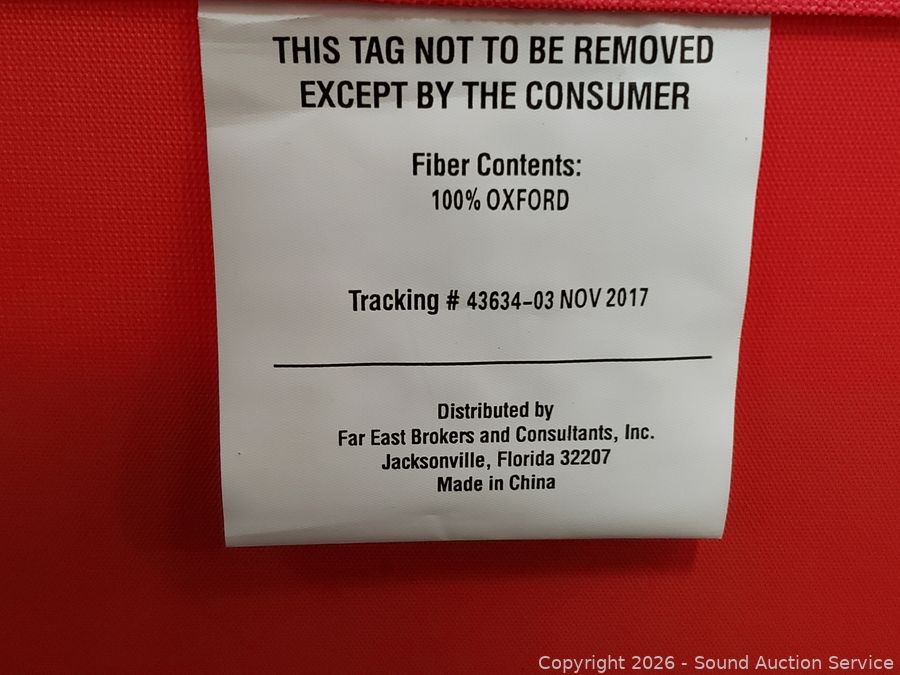 THIS TAG NOT TO BE REMOVED
EXCEPT BY THE CONSUMER
Fiber Contents:
100% OXFORD
Tracking # 43634-03 NOV 2017
Distributed by
Far East Brokers and Consultants, Inc.
Jacksonville, Florida 32207
Made in China
Copyright 2026 - Sound Auction Service